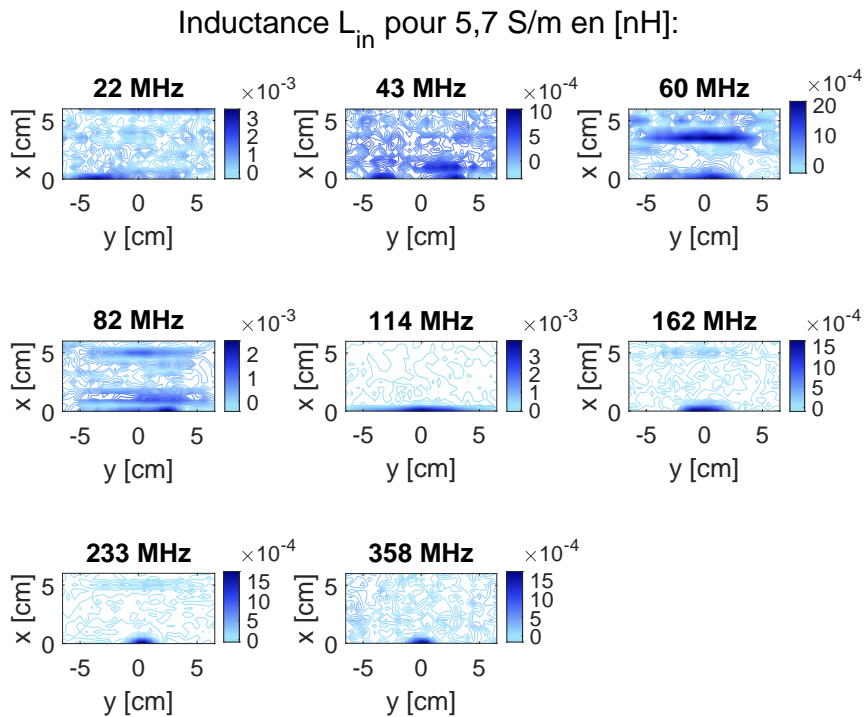 Inductance L_in pour 5,7 S/m en [nH]:
22 MHz
×10^-3
x [cm]
5
0
-5 0 5
y [cm]
3
2
1
0
43 MHz
×10^-4
x [cm]
5
0
-5 0 5
y [cm]
10
5
0
60 MHz
×10^-4
x [cm]
5
0
-5 0 5
y [cm]
20
10
0
82 MHz
×10^-3
x [cm]
5
0
-5 0 5
y [cm]
2
1
0
114 MHz
×10^-3
x [cm]
5
0
-5 0 5
y [cm]
3
2
1
0
162 MHz
×10^-4
x [cm]
5
0
-5 0 5
y [cm]
15
10
5
0
233 MHz
×10^-4
x [cm]
5
0
-5 0 5
y [cm]
15
10
5
0
358 MHz
×10^-4
x [cm]
5
0
-5 0 5
y [cm]
15
10
5
0